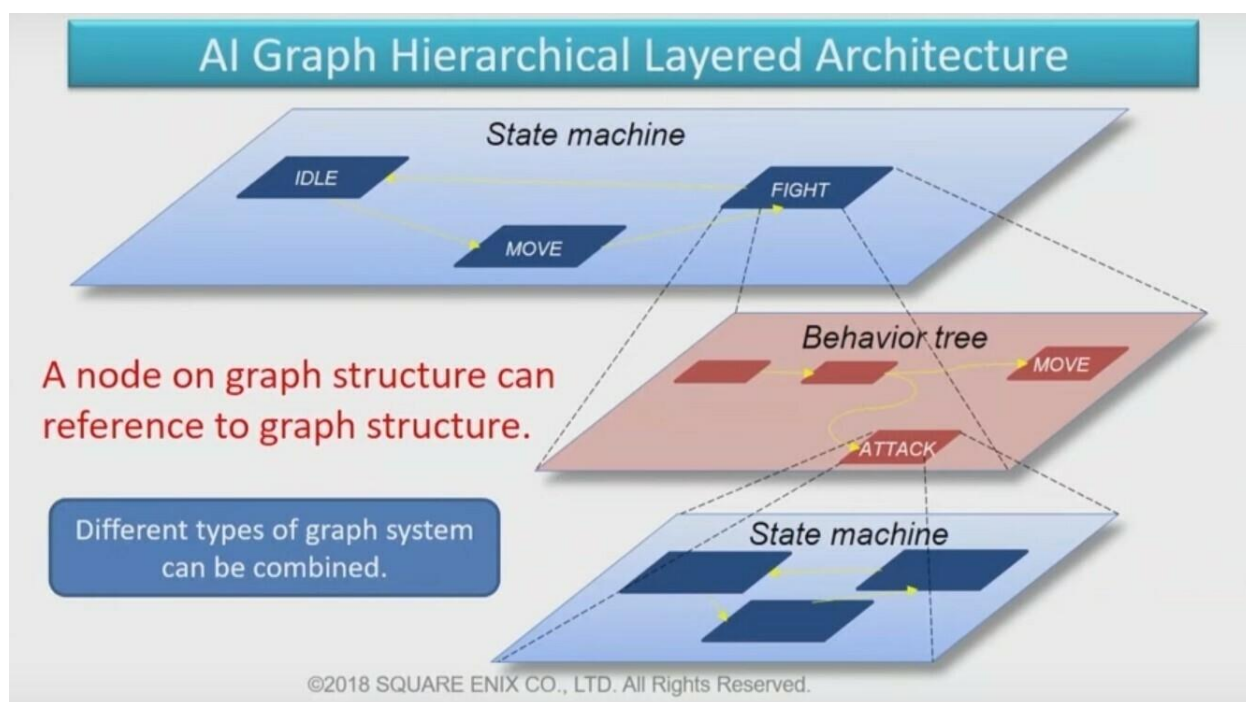 AI Graph Hierarchical Layered Architecture
State machine
IDLE
FIGHT
MOVE
Behavior tree
MOVE
ATTACK
A node on graph structure can
reference to graph structure.
Different types of graph system
can be combined.
State machine
©2018 SQUARE ENIX CO., LTD. All Rights Reserved.